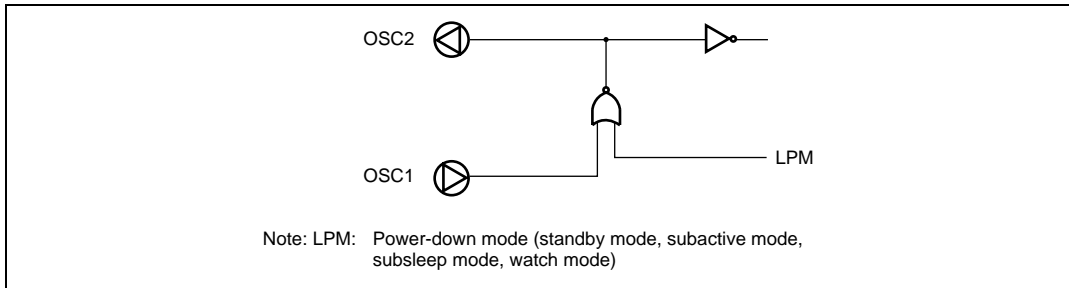 OSC2
OSC1
LPM
Note: LPM: Power-down mode (standby mode, subactive mode,
subsleep mode, watch mode)